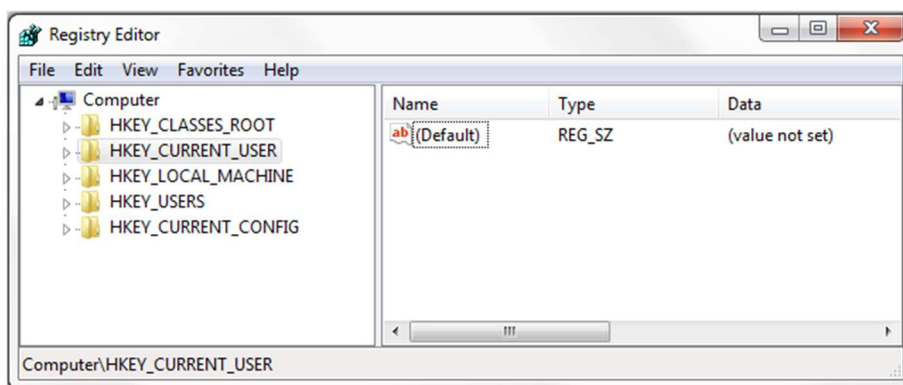 Registry Editor
File Edit View Favorites Help
Computer
HKEY_CLASSES_ROOT
HKEY_CURRENT_USER
HKEY_LOCAL_MACHINE
HKEY_USERS
HKEY_CURRENT_CONFIG
Name Type Data
ab (Default) REG_SZ (value not set)
Computer\HKEY_CURRENT_USER